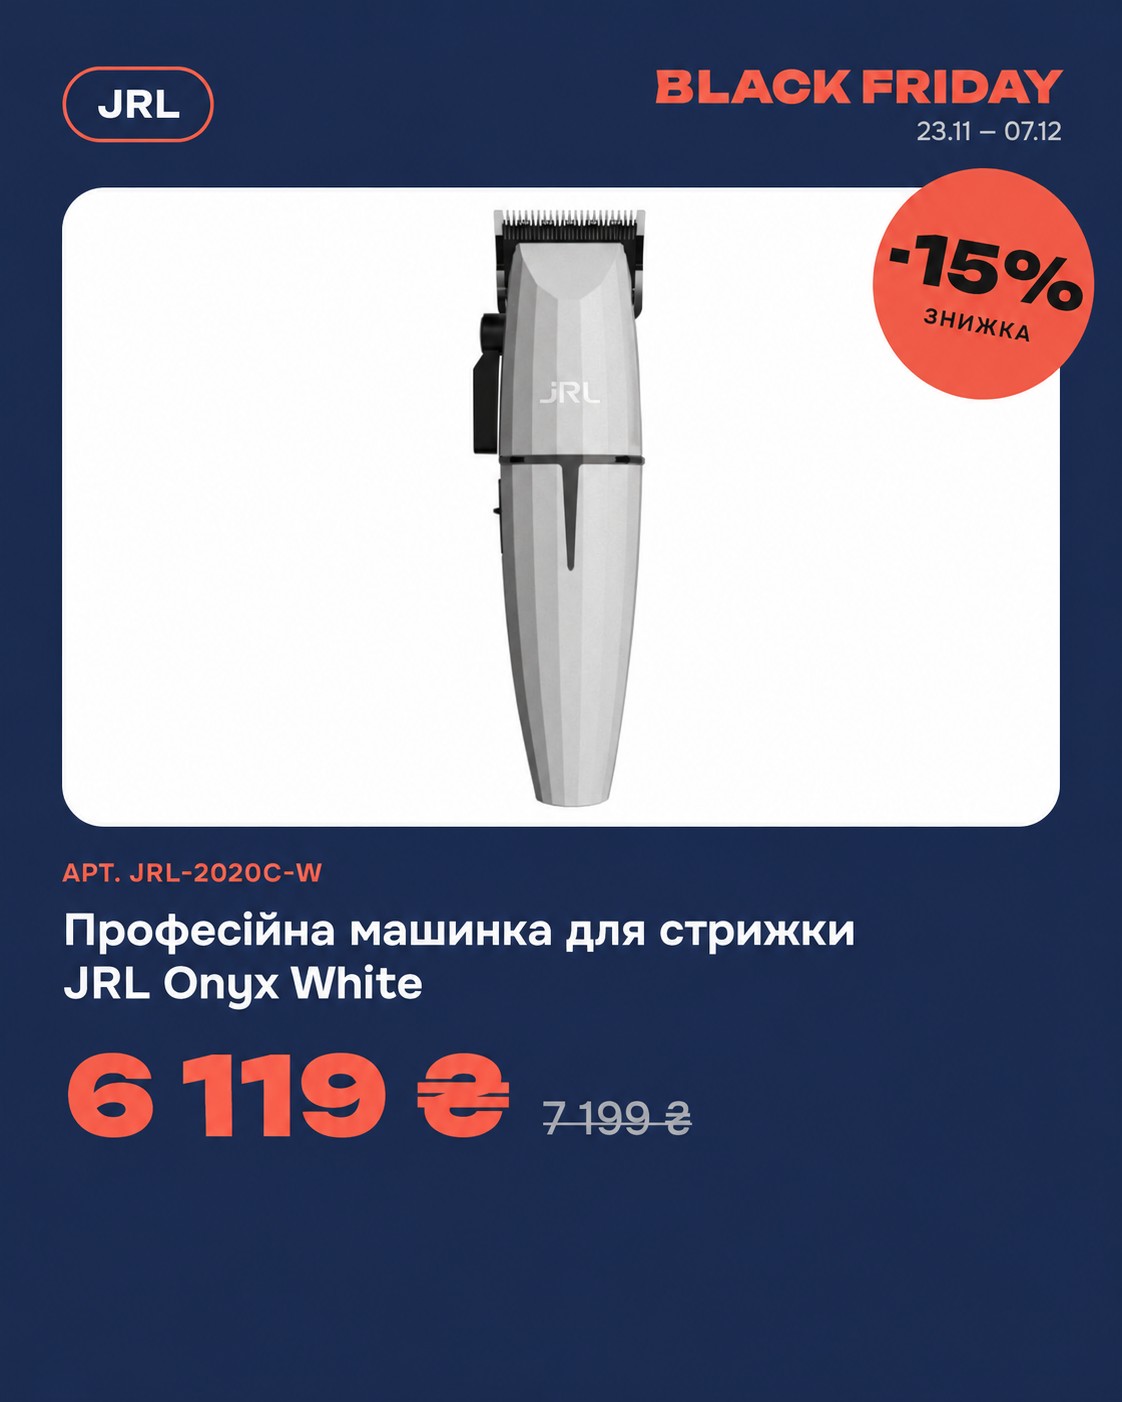 JRL
BLACK FRIDAY
23.11 – 07.12
-15%
ЗНИЖКА
JRL
АРТ. JRL-2020C-W
Професійна машинка для стрижки
JRL Onyx White
6 119 ₴
7 199 ₴